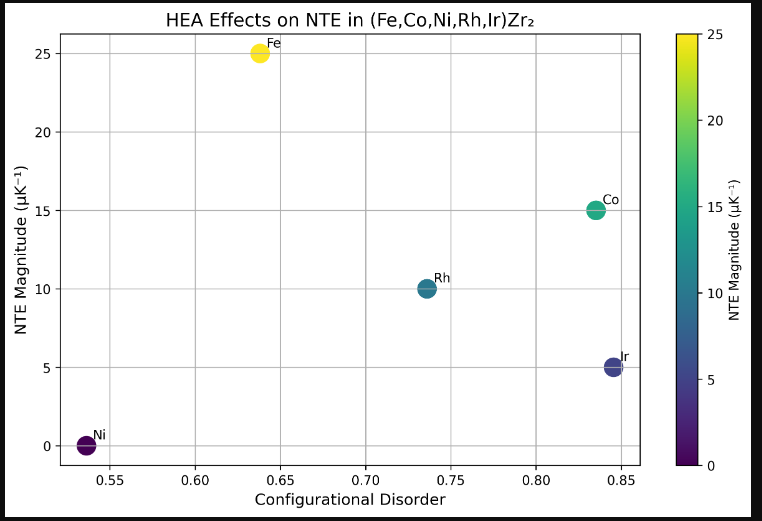 HEA Effects on NTE in (Fe,Co,Ni,Rh,Ir)Zr₂
Fe
Co
Rh
Ir
Ni
25
20
15
10
5
0
NTE Magnitude (μK⁻¹)
0.55 0.60 0.65 0.70 0.75 0.80 0.85
Configurational Disorder
25
20
15
10
5
0
NTE Magnitude (μK⁻¹)